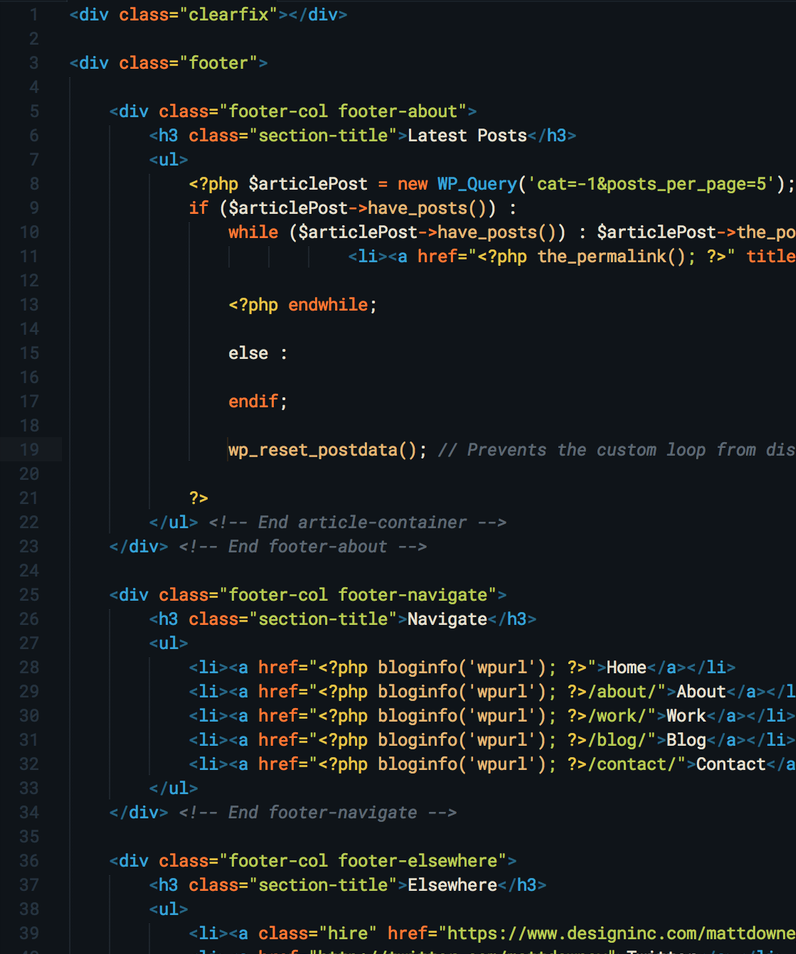 1 <div class="clearfix"></div>
2
3 <div class="footer">
4
5 <div class="footer-col footer-about">
6 <h3 class="section-title">Latest Posts</h3>
7 <ul>
8 <?php $articlePost = new WP_Query('cat=-1&posts_per_page=5');
9 if ($articlePost->have_posts()) :
10 while ($articlePost->have_posts()) : $articlePost->the_po
11 <li><a href="<?php the_permalink(); ?>" title
12
13 <?php endwhile;
14
15 else :
16
17 endif;
18
19 wp_reset_postdata(); // Prevents the custom loop from dis
20
21 ?>
22 </ul> <!-- End article-container -->
23 </div> <!-- End footer-about -->
24
25 <div class="footer-col footer-navigate">
26 <h3 class="section-title">Navigate</h3>
27 <ul>
28 <li><a href="<?php bloginfo('wpurl'); ?>">Home</a></li>
29 <li><a href="<?php bloginfo('wpurl'); ?>/about/">About</a></l
30 <li><a href="<?php bloginfo('wpurl'); ?>/work/">Work</a></li>
31 <li><a href="<?php bloginfo('wpurl'); ?>/blog/">Blog</a></li>
32 <li><a href="<?php bloginfo('wpurl'); ?>/contact/">Contact</a
33 </ul>
34 </div> <!-- End footer-navigate -->
35
36 <div class="footer-col footer-elsewhere">
37 <h3 class="section-title">Elsewhere</h3>
38 <ul>
39 <li><a class="hire" href="https://www.designinc.com/mattdowne